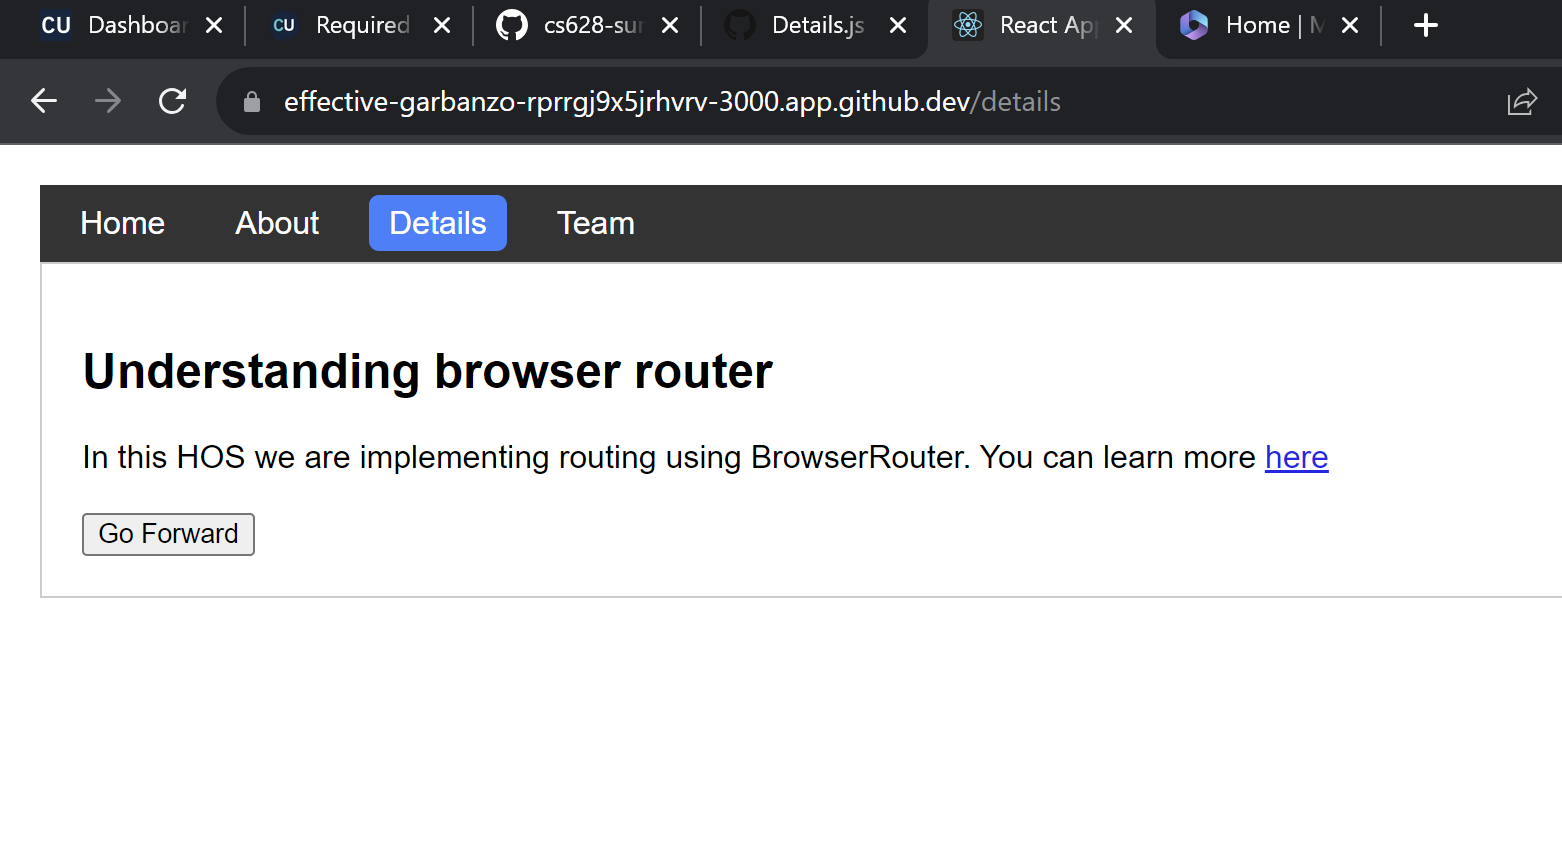 CU Dashboar
CU Required
cs628-sur
Details.js
React Ap
Home | M
effective-garbanzo-rprrgj9x5jrhvrv-3000.app.github.dev/details
Home About Details Team
Understanding browser router
In this HOS we are implementing routing using BrowserRouter. You can learn more here
Go Forward